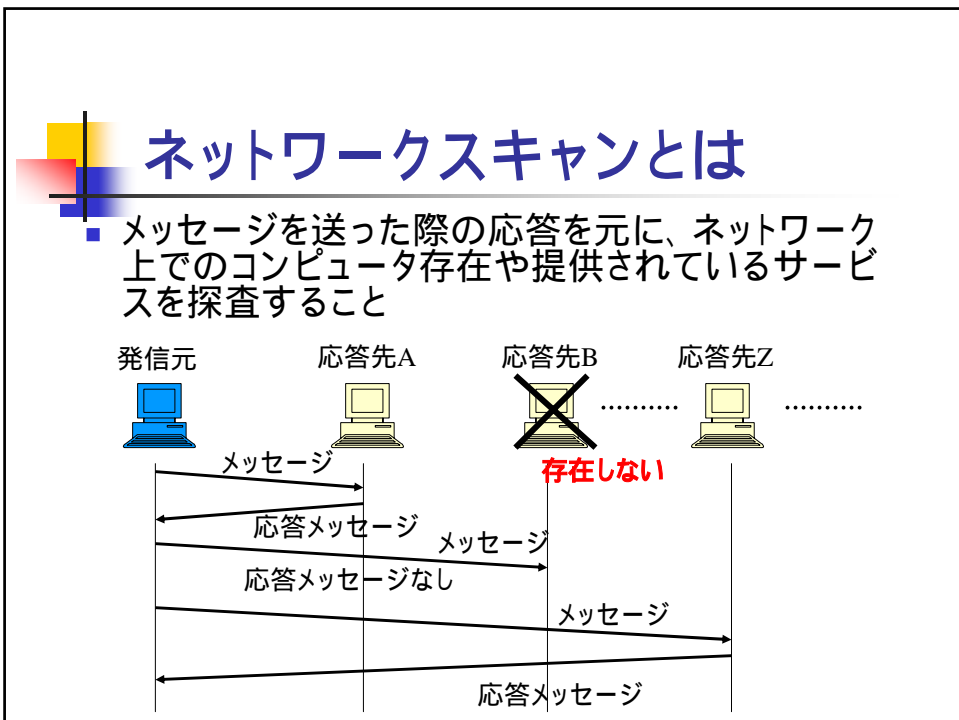 ネットワークスキャンとは
メッセージを送った際の応答を元に、ネットワーク
上でのコンピュータ存在や提供されているサービ
スを探査すること
発信元
応答先A
応答先B
応答先Z
..........
..........
存在しない
メッセージ
応答メッセージ
メッセージ
応答メッセージなし
メッセージ
応答メッセージ